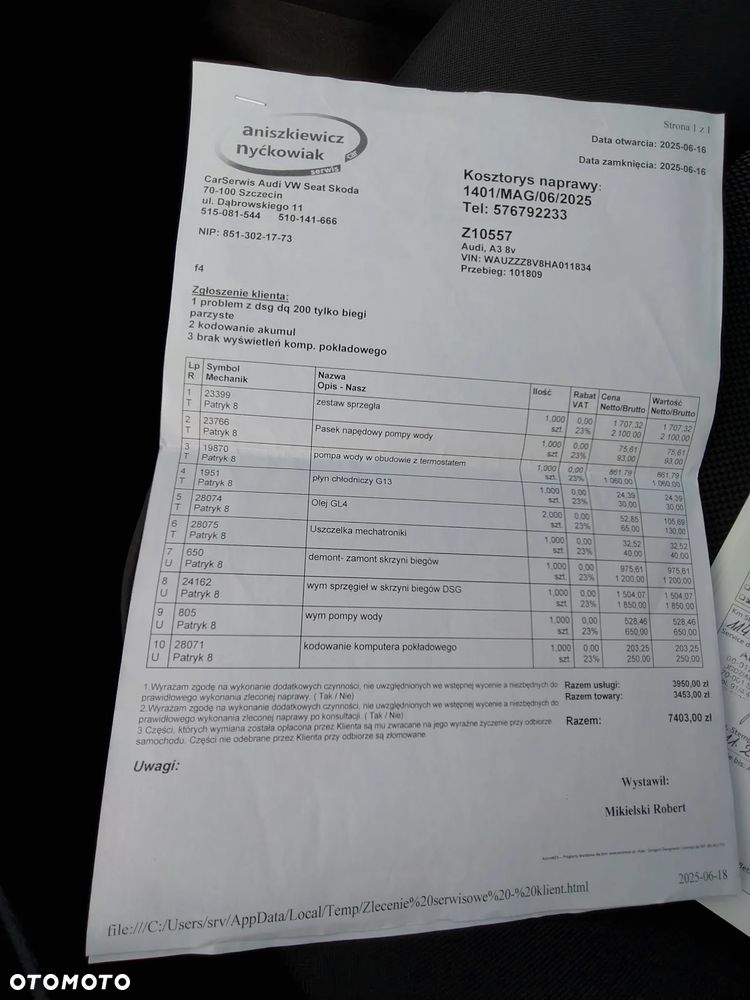 Strona 1 z 1
aniszkiewicz
nyćkowiak
car
serwis
Data otwarcia: 2025-06-16
Data zamknięcia: 2025-06-16
CarSerwis Audi VW Seat Skoda
70-100 Szczecin
ul. Dąbrowskiego 11
515-081-544 510-141-666
NIP: 851-302-17-73
Kosztorys naprawy:
1401/MAG/06/2025
Tel: 576792233
Z10557
Audi, A3 8v
VIN: WAUZZZ8V8HA011834
Przebieg: 101809
f4
Zgłoszenie klienta:
1 problem z dsg dq 200 tylko biegi
parzyste
2 kodowanie akumul
3 brak wyświetleń komp. pokładowego
Lp Symbol Nazwa Ilość Rabat Cena Wartość
R Mechanik Opis - Nasz VAT Netto/Brutto Netto/Brutto
1 23399 zestaw sprzęgla 1,000 0,00 1 707,32 1 707,32
T Patryk 8 szt. 23% 2 100,00 2 100,00
2 23766 Pasek napędowy pompy wody 1,000 0,00 75,61 75,61
T Patryk 8 szt. 23% 93,00 93,00
3 19870 pompa wody w obudowie z termostatem 1,000 0,00 861,79 861,79
T Patryk 8 szt. 23% 1 060,00 1 060,00
4 1951 płyn chłodniczy G13 1,000 0,00 24,39 24,39
T Patryk 8 szt. 23% 30,00 30,00
5 28074 Olej GL4 2,000 0,00 52,85 105,69
T Patryk 8 szt. 23% 65,00 130,00
6 28075 Uszczelka mechatroniki 1,000 0,00 32,52 32,52
T Patryk 8 szt. 23% 40,00 40,00
7 650 demont- zamont skrzyni biegów 1,000 0,00 975,61 975,61
U Patryk 8 szt. 23% 1 200,00 1 200,00
8 24162 wym sprzęgieł w skrzyni biegów DSG 1,000 0,00 1 504,07 1 504,07
U Patryk 8 szt. 23% 1 850,00 1 850,00
9 805 wym pompy wody 1,000 0,00 528,46 528,46
U Patryk 8 szt. 23% 650,00 650,00
10 28071 kodowanie komputera pokładowego 1,000 0,00 203,25 203,25
U Patryk 8 szt. 23% 250,00 250,00
1.Wyrażam zgodę na wykonanie dodatkowych czynności, nie uwzględnionych we wstępnej wycenie a niezbędnych do
prawidłowego wykonania zleconej naprawy. ( Tak / Nie)
2.Wyrażam zgodę na wykonanie dodatkowych czynności, nie uwzględnionych we wstępnej wycenie a niezbędnych do
prawidłowego wykonania zleconej naprawy po konsultacji. ( Tak / Nie)
3 Części, których wymiana została opłacona przez Klienta są mu zwracane na jego wyraźne życzenie przy odbiorze
samochodu. Części nie odebrane przez Klienta przy odbiorze są złomowane.
Razem usługi: 3950,00 zł
Razem towary: 3453,00 zł
Razem: 7403,00 zł
Uwagi:
Wystawił:
Mikielski Robert
file:///C:/Users/srv/AppData/Local/Temp/Zlecenie%20serwisowe%20-%20klient.html
2025-06-18
OTOMOTO